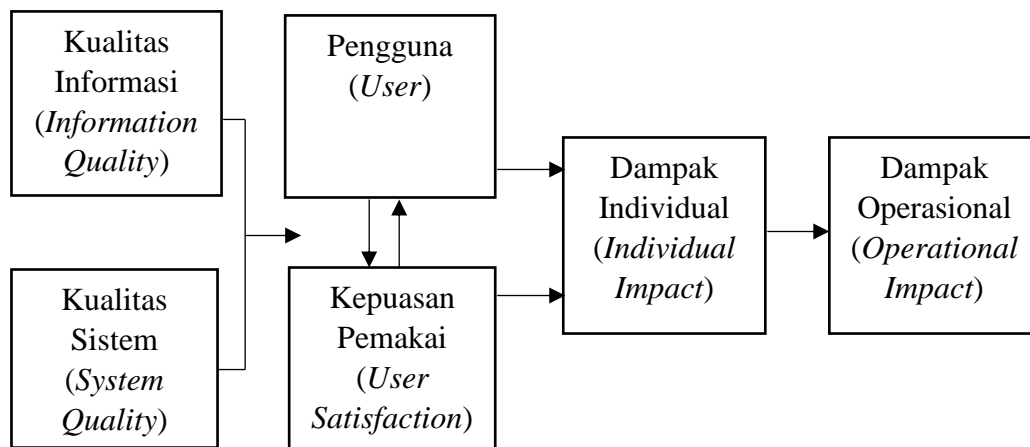 Kualitas
Informasi
(Information
Quality)
Pengguna
(User)
Dampak
Individual
(Individual
Impact)
Dampak
Operasional
(Operational
Impact)
Kualitas
Sistem
(System
Quality)
Kepuasan
Pemakai
(User
Satisfaction)